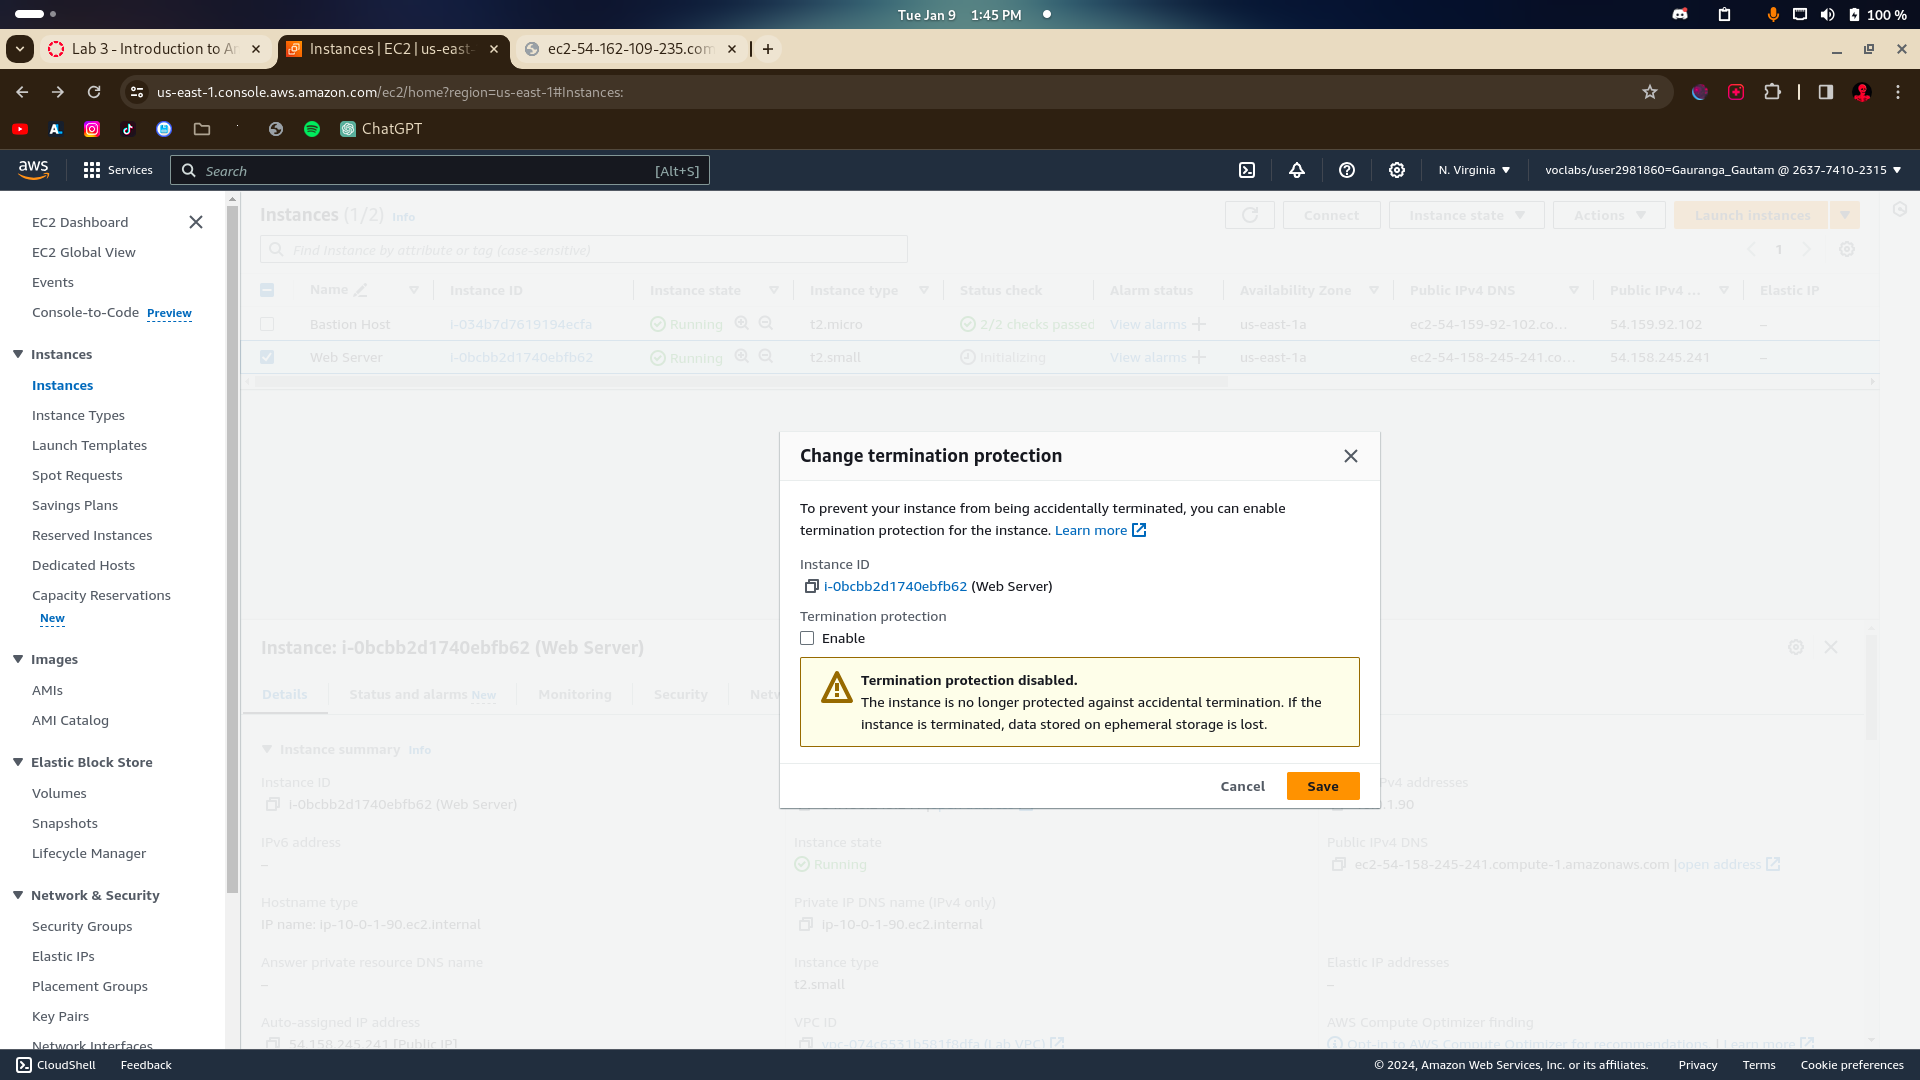 Tue Jan 9 1:45 PM
100 %
Lab 3 - Introduction to Am
Instances | EC2 | us-east-
ec2-54-162-109-235.com
us-east-1.console.aws.amazon.com/ec2/home?region=us-east-1#Instances:
ChatGPT
aws
Services
Search
[Alt+S]
N. Virginia
voclabs/user2981860=Gauranga_Gautam @ 2637-7410-2315
EC2 Dashboard
EC2 Global View
Events
Console-to-Code Preview
Instances
Instances
Instance Types
Launch Templates
Spot Requests
Savings Plans
Reserved Instances
Dedicated Hosts
Capacity Reservations
New
Images
AMIs
AMI Catalog
Elastic Block Store
Volumes
Snapshots
Lifecycle Manager
Network & Security
Security Groups
Elastic IPs
Placement Groups
Key Pairs
Network Interfaces
Instances (1/2) Info
Connect
Instance state
Actions
Launch instances
Find Instance by attribute or tag (case-sensitive)
1
Name Instance ID Instance state Instance type Status check Alarm status Availability Zone Public IPv4 DNS Public IPv4 ... Elastic IP
Bastion Host i-034b7d7619194ecfa Running t2.micro 2/2 checks passed View alarms us-east-1a ec2-54-159-92-102.co... 54.159.92.102 –
Web Server i-0bcbb2d1740ebfb62 Running t2.small Initializing View alarms us-east-1a ec2-54-158-245-241.co... 54.158.245.241 –
Change termination protection
To prevent your instance from being accidentally terminated, you can enable
termination protection for the instance. Learn more
Instance ID
i-0bcbb2d1740ebfb62 (Web Server)
Termination protection
Enable
Termination protection disabled.
The instance is no longer protected against accidental termination. If the
instance is terminated, data stored on ephemeral storage is lost.
Cancel
Save
Instance: i-0bcbb2d1740ebfb62 (Web Server)
Details
Status and alarms New
Monitoring
Security
Instance summary Info
Instance ID
i-0bcbb2d1740ebfb62 (Web Server)
IPv4 addresses
.1.90
IPv6 address
–
Instance state
Running
Public IPv4 DNS
ec2-54-158-245-241.compute-1.amazonaws.com |open address
Hostname type
IP name: ip-10-0-1-90.ec2.internal
Private IP DNS name (IPv4 only)
ip-10-0-1-90.ec2.internal
Answer private resource DNS name
–
Instance type
t2.small
Elastic IP addresses
–
Auto-assigned IP address
54.158.245.241 [Public IP]
VPC ID
vpc-074c6531b581f8dfa (Lab VPC)
AWS Compute Optimizer finding
Opt-in to AWS Compute Optimizer for recommendations. | Learn more
CloudShell
Feedback
© 2024, Amazon Web Services, Inc. or its affiliates.
Privacy
Terms
Cookie preferences